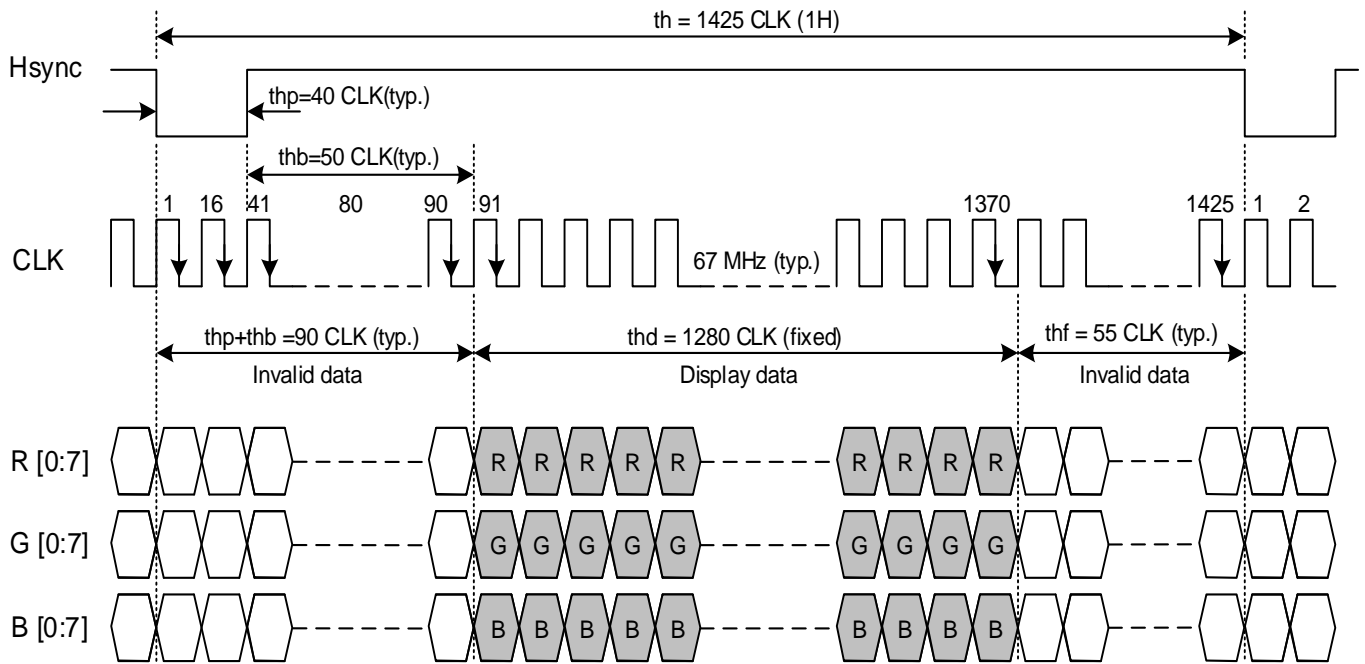 th = 1425 CLK (1H)
Hsync
thp=40 CLK(typ.)
thb=50 CLK(typ.)
1 16 41 80 90 91 1370 1425 1 2
CLK
67 MHz (typ.)
thp+thb =90 CLK (typ.) thd = 1280 CLK (fixed) thf = 55 CLK (typ.)
Invalid data Display data Invalid data
R [0:7] R R R R R R R R R
G [0:7] G G G G G G G G G
B [0:7] B B B B B B B B B